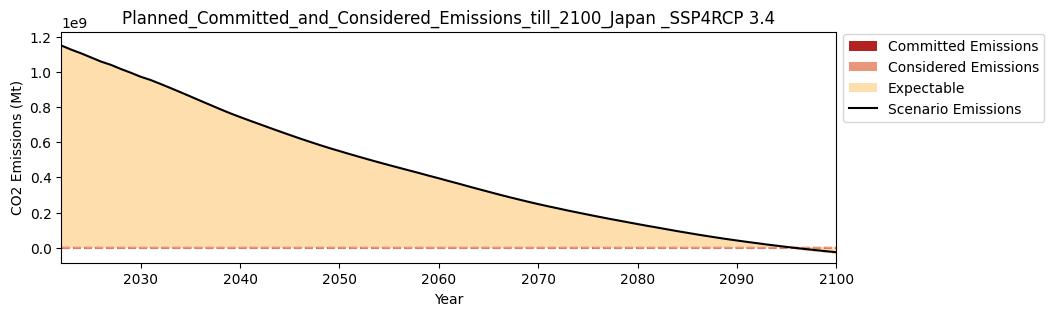 Planned_Committed_and_Considered_Emissions_till_2100_Japan _SSP4RCP 3.4
1e9
1.2
1.0
0.8
0.6
0.4
0.2
0.0
CO2 Emissions (Mt)
2030 2040 2050 2060 2070 2080 2090 2100
Year
Committed Emissions
Considered Emissions
Expectable
Scenario Emissions